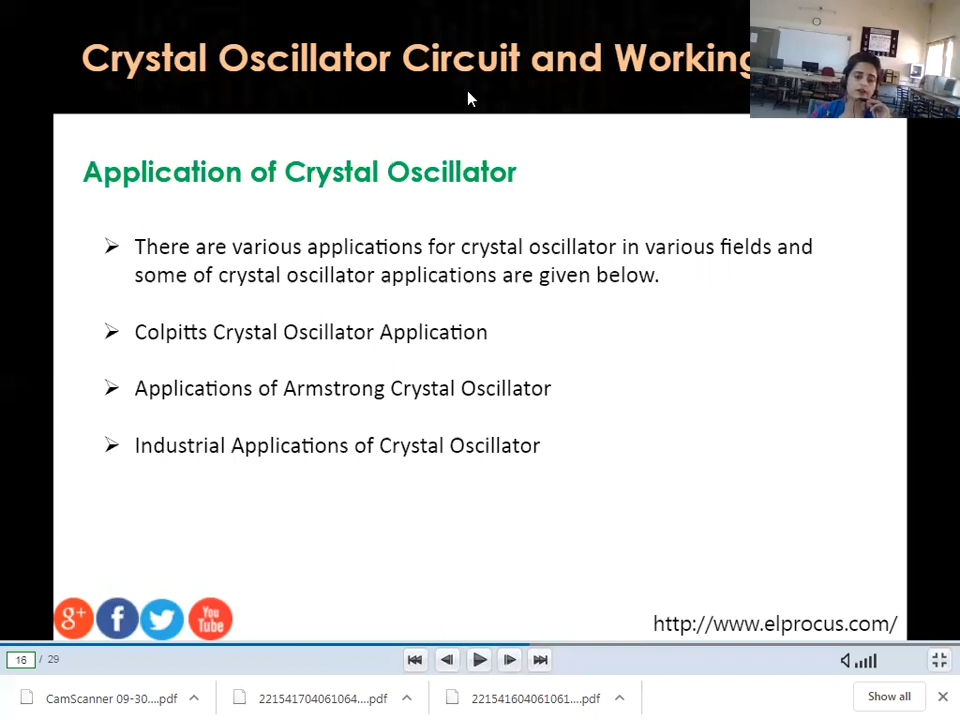 Crystal Oscillator Circuit and Working
Application of Crystal Oscillator
➢ There are various applications for crystal oscillator in various fields and
some of crystal oscillator applications are given below.
➢ Colpitts Crystal Oscillator Application
➢ Applications of Armstrong Crystal Oscillator
➢ Industrial Applications of Crystal Oscillator
g+ f You Tube
http://www.elprocus.com/
16 / 29
CamScanner 09-30....pdf 221541704061064....pdf 221541604061061....pdf Show all